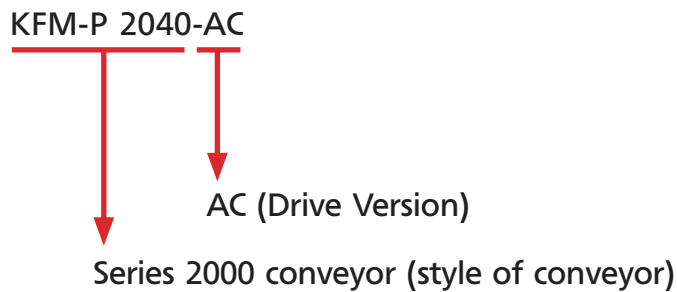 KFM-P 2040-AC
AC (Drive Version)
Series 2000 conveyor (style of conveyor)